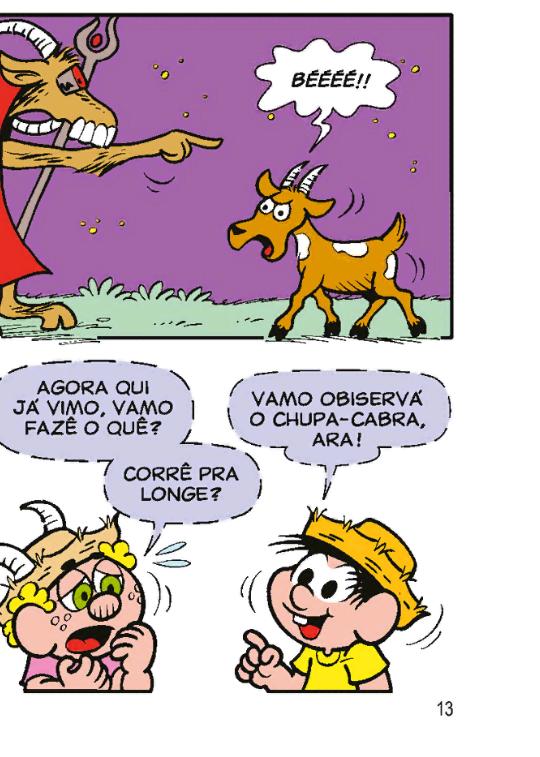 BÉÉÉÉ!!
AGORA QUI
JÁ VIMO, VAMO
FAZÊ O QUÊ?
CORRÊ PRA
LONGE?
VAMO OBISERVÁ
O CHUPA-CABRA,
ARA!
13